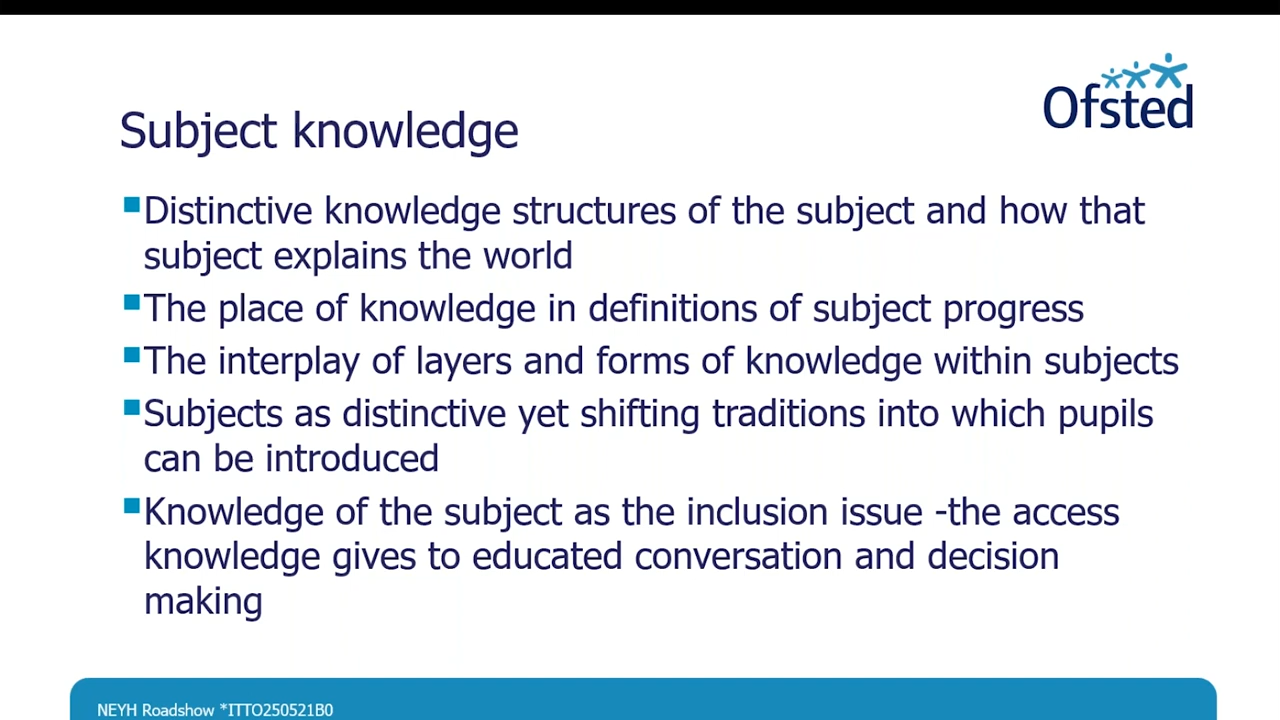 Ofsted
Subject knowledge
Distinctive knowledge structures of the subject and how that
subject explains the world
The place of knowledge in definitions of subject progress
The interplay of layers and forms of knowledge within subjects
Subjects as distinctive yet shifting traditions into which pupils
can be introduced
Knowledge of the subject as the inclusion issue -the access
knowledge gives to educated conversation and decision
making
NEYH Roadshow *ITTO250521B0